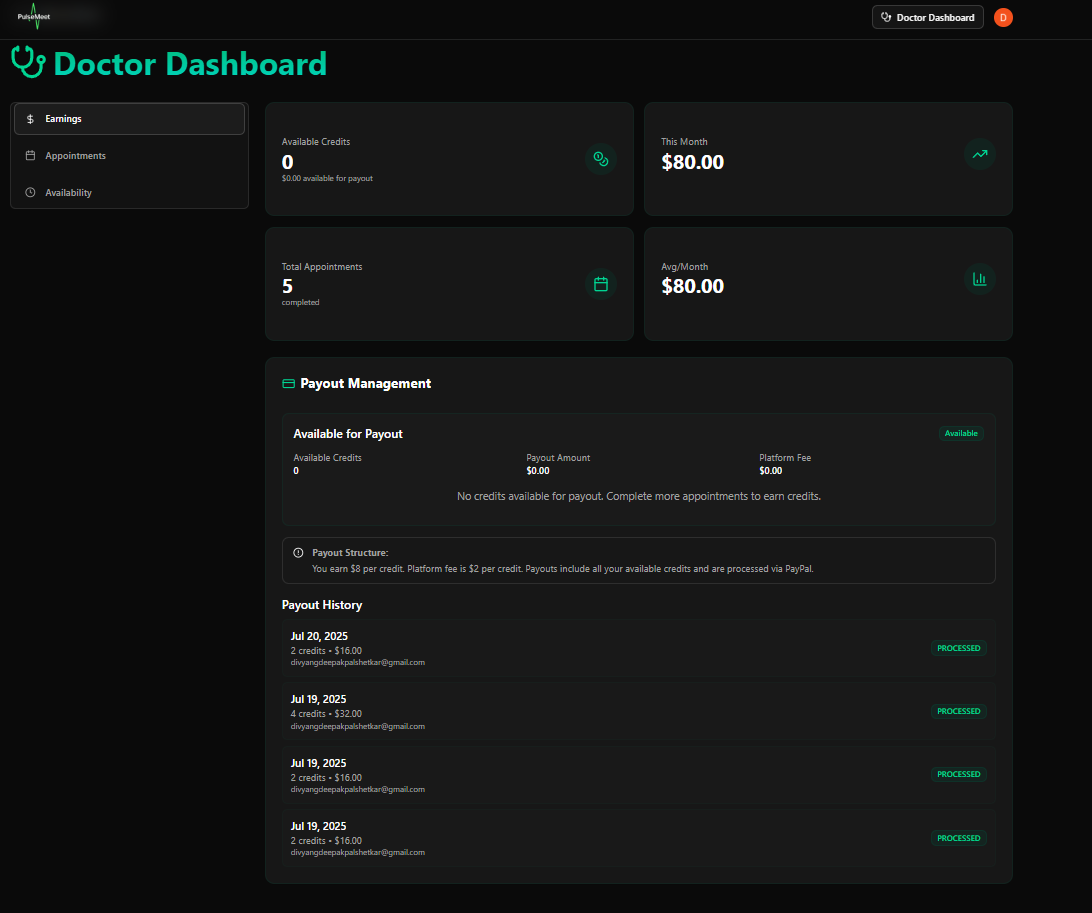 PulseMeet
Doctor Dashboard
D
Doctor Dashboard
Earnings
Appointments
Availability
Available Credits
0
$0.00 available for payout
This Month
$80.00
Total Appointments
5
completed
Avg/Month
$80.00
Payout Management
Available for Payout
Available
Available Credits
0
Payout Amount
$0.00
Platform Fee
$0.00
No credits available for payout. Complete more appointments to earn credits.
Payout Structure:
You earn $8 per credit. Platform fee is $2 per credit. Payouts include all your available credits and are processed via PayPal.
Payout History
Jul 20, 2025
2 credits • $16.00
divyangdeepakpalshetkar@gmail.com
PROCESSED
Jul 19, 2025
4 credits • $32.00
divyangdeepakpalshetkar@gmail.com
PROCESSED
Jul 19, 2025
2 credits • $16.00
divyangdeepakpalshetkar@gmail.com
PROCESSED
Jul 19, 2025
2 credits • $16.00
divyangdeepakpalshetkar@gmail.com
PROCESSED